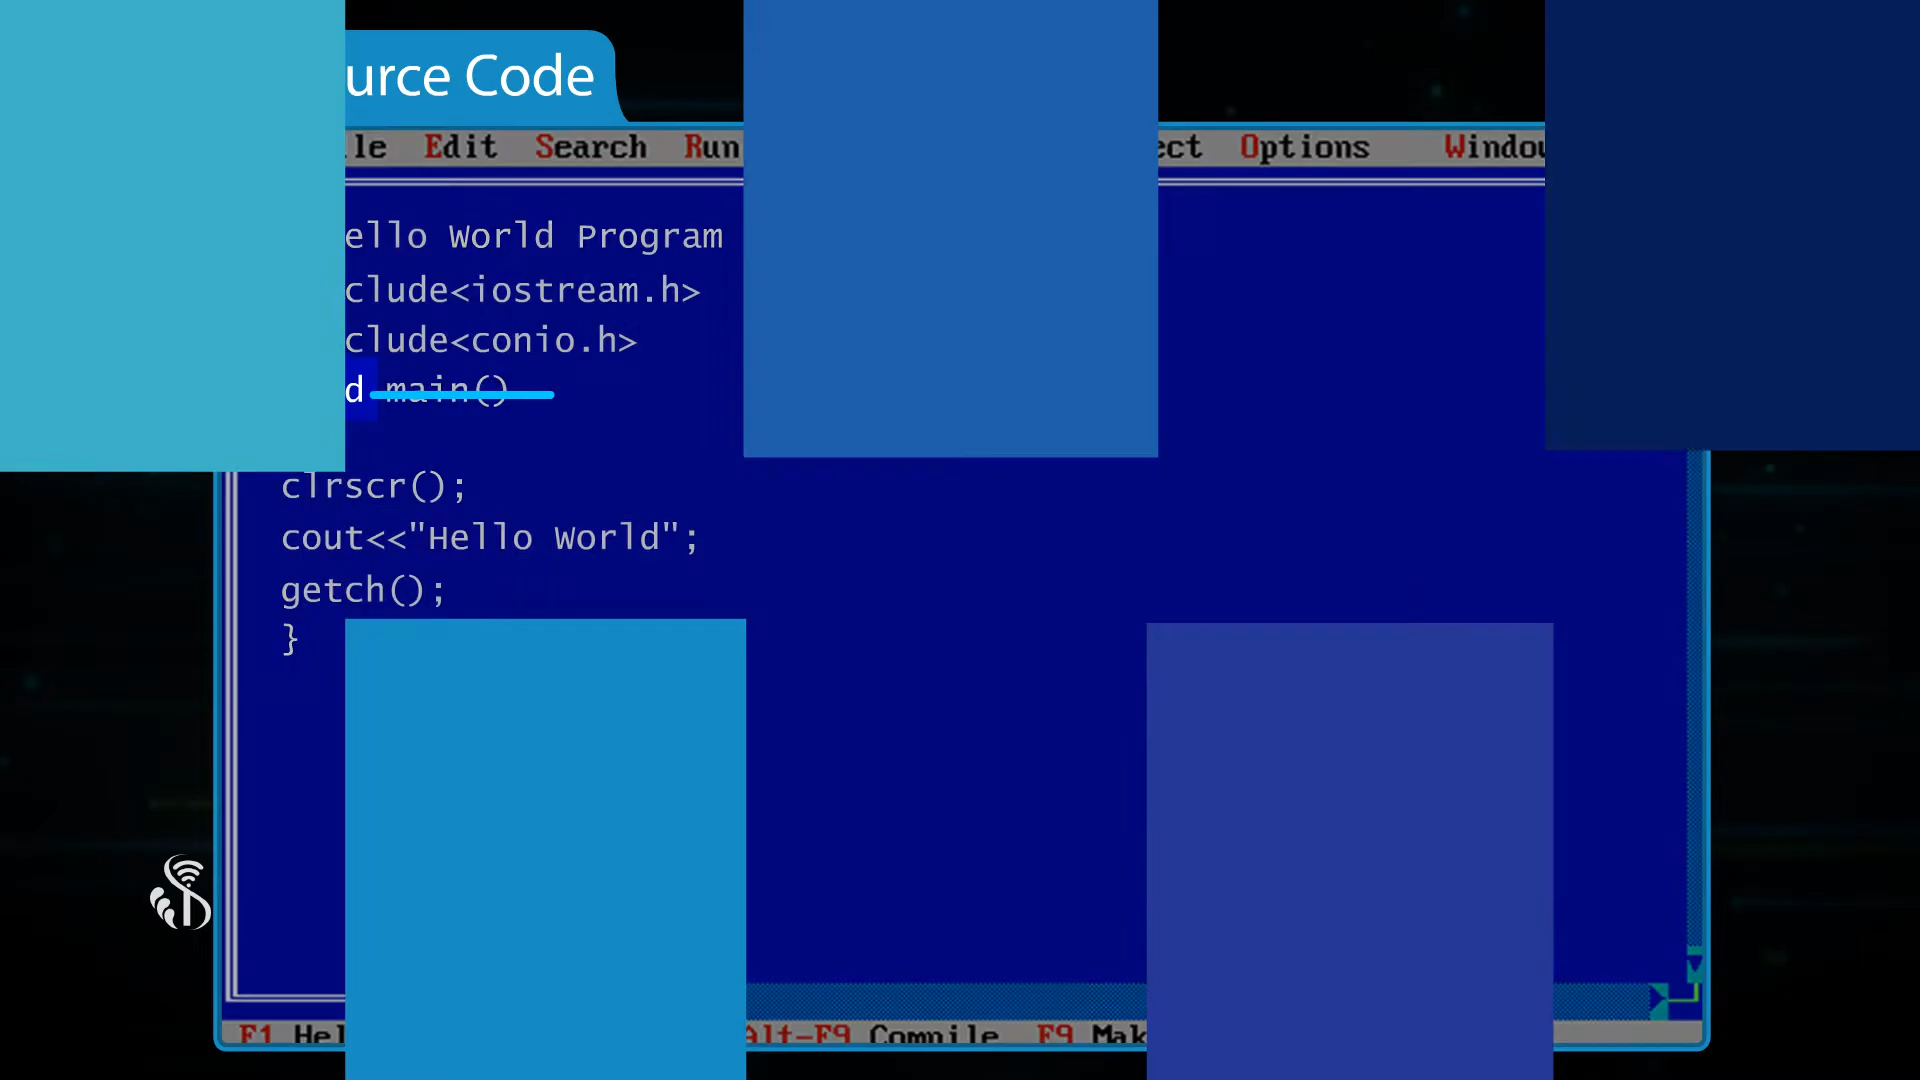 urce Code
le Edit Search Run ect Options Window
ello World Program
clude<iostream.h>
clude<conio.h>
d main()
clrscr();
cout<<"Hello World";
getch();
}
F1 Hel Alt-F9 Compile F9 Mak